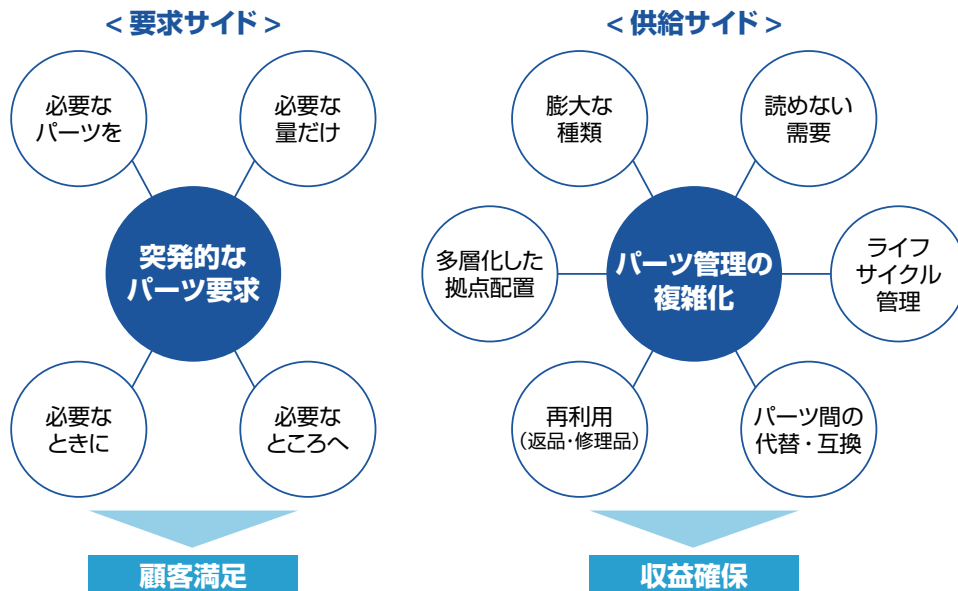 < 要求サイド >
必要な
パーツを
必要な
量だけ
突発的な
パーツ要求
必要な
ときに
必要な
ところへ
顧客満足
< 供給サイド >
膨大な
種類
読めない
需要
多層化した
拠点配置
パーツ管理の
複雑化
ライフ
サイクル
管理
再利用
（返品・修理品）
パーツ間の
代替・互換
収益確保